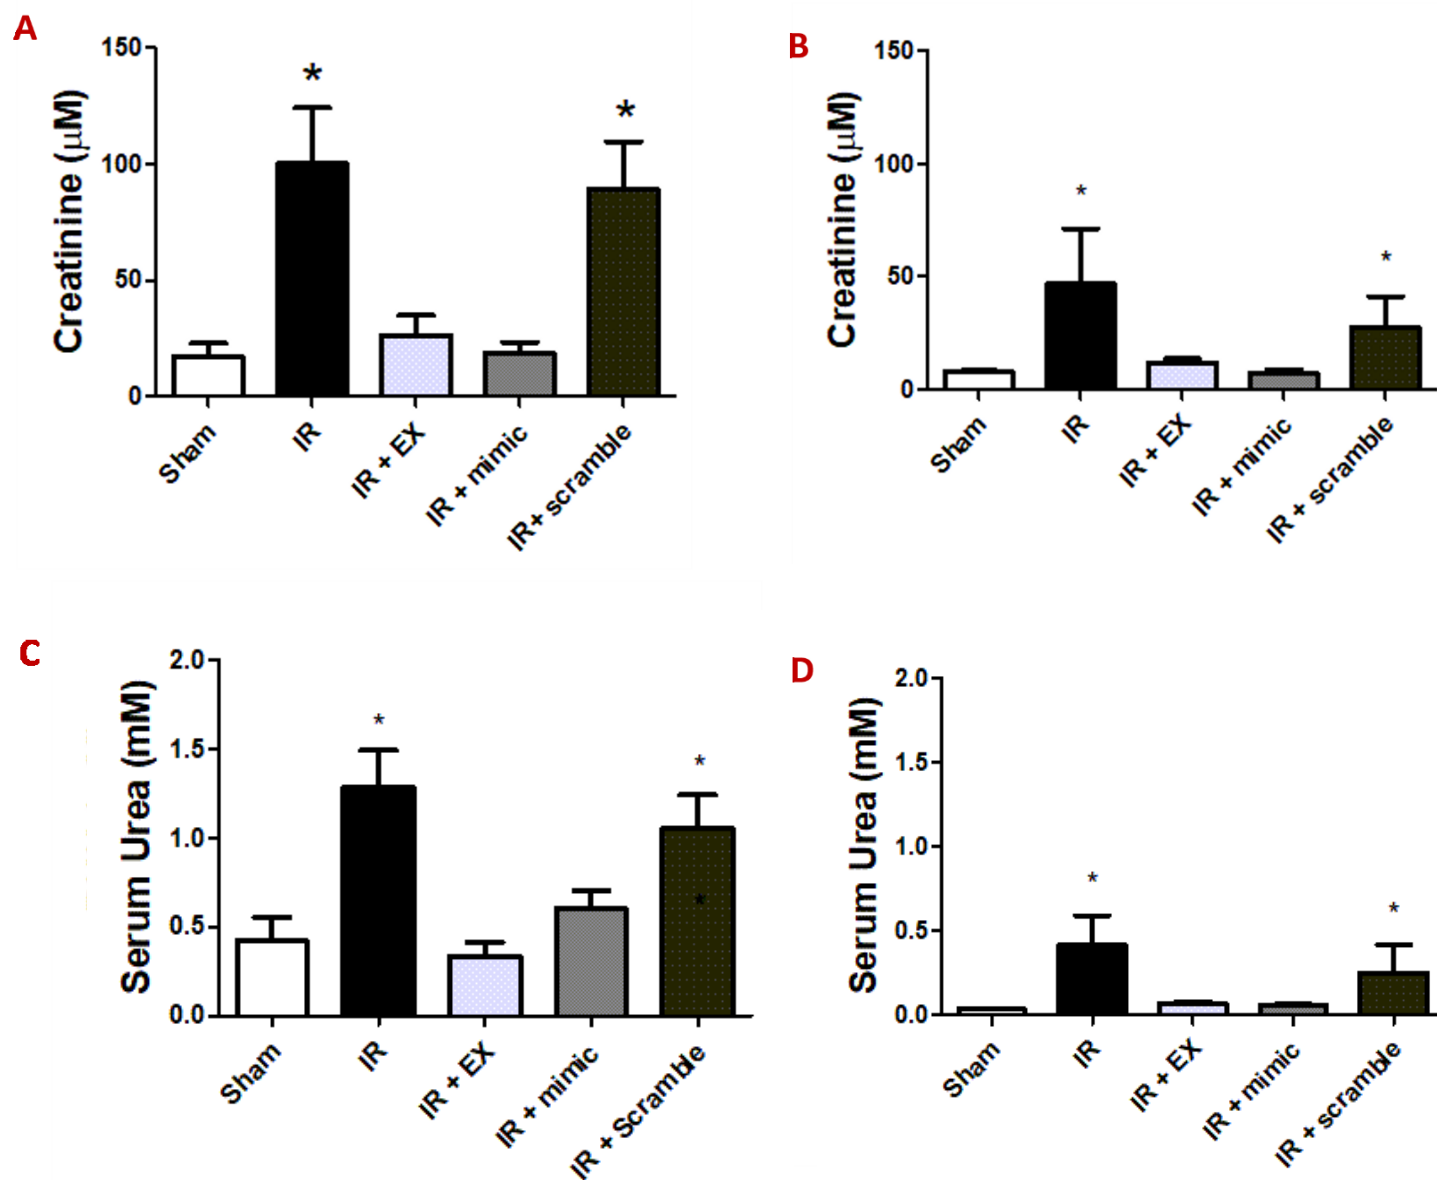 A
Creatinine (μM)
150
100
50
0
*
*
Sham
IR
IR + EX
IR + mimic
IR+ scramble
B
Creatinine (μM)
150
100
50
0
*
*
Sham
IR
IR + EX
IR + mimic
IR + scramble
C
Serum Urea (mM)
2.0
1.5
1.0
0.5
0.0
*
*
*
Sham
IR
IR + EX
IR + mimic
IR + Scramble
D
Serum Urea (mM)
2.0
1.5
1.0
0.5
0.0
*
*
Sham
IR
IR + EX
IR + mimic
IR + scramble